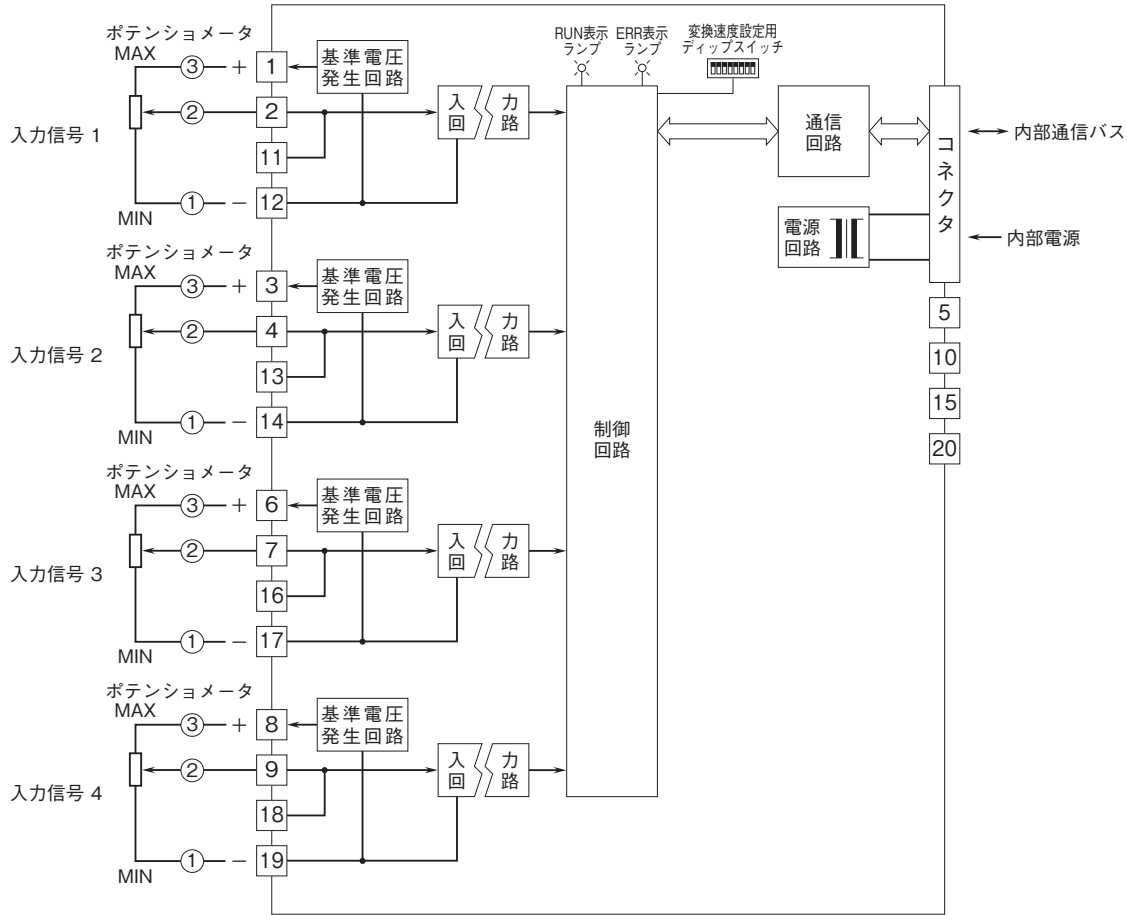 RUN表示
ランプ
ERR表示
ランプ
変換速度設定用
ディップスイッチ
ポテンショメータ
MAX
③ + 1
基準電圧
発生回路
② 2
入 力
回 路
入力信号 1
11
① − 12
MIN
通信
回路
コネクタ
内部通信バス
電源
回路
内部電源
ポテンショメータ
MAX
③ + 3
基準電圧
発生回路
② 4
入 力
回 路
入力信号 2
13
① − 14
MIN
5
10
15
20
制御
回路
ポテンショメータ
MAX
③ + 6
基準電圧
発生回路
② 7
入 力
回 路
入力信号 3
16
① − 17
MIN
ポテンショメータ
MAX
③ + 8
基準電圧
発生回路
② 9
入 力
回 路
入力信号 4
18
① − 19
MIN